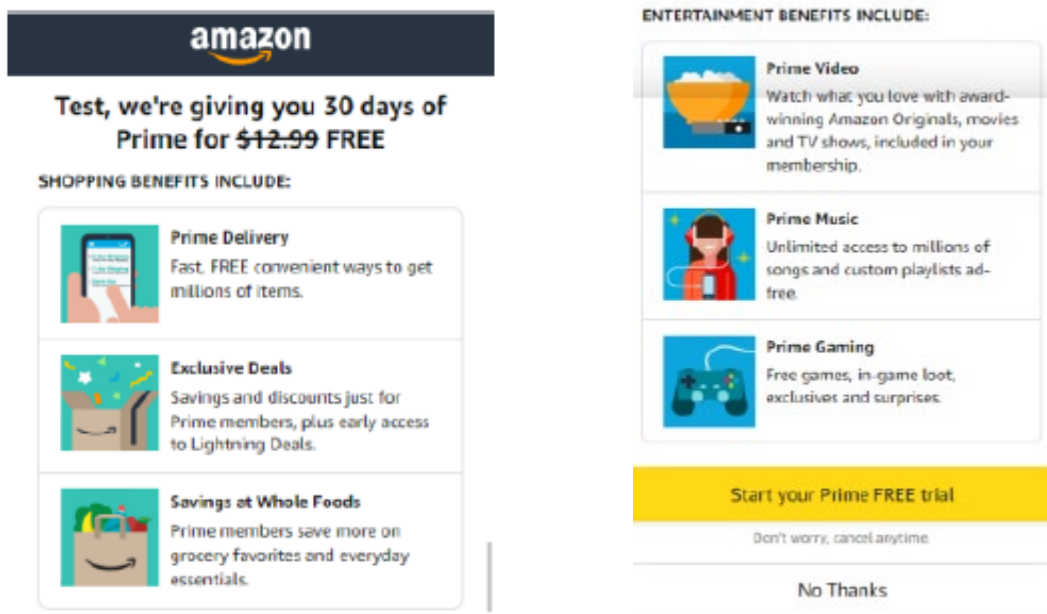 amazon
Test, we're giving you 30 days of
Prime for $12.99 FREE
SHOPPING BENEFITS INCLUDE:
Prime Delivery
Fast, FREE convenient ways to get
millions of items.
Exclusive Deals
Savings and discounts just for
Prime members, plus early access
to Lightning Deals.
Savings at Whole Foods
Prime members save more on
grocery favorites and everyday
essentials.
ENTERTAINMENT BENEFITS INCLUDE:
Prime Video
Watch what you love with award-
winning Amazon Originals, movies
and TV shows, included in your
membership.
Prime Music
Unlimited access to millions of
songs and custom playlists ad-
free.
Prime Gaming
Free games, in-game loot,
exclusives and surprises.
Start your Prime FREE trial
Don't worry, cancel anytime.
No Thanks